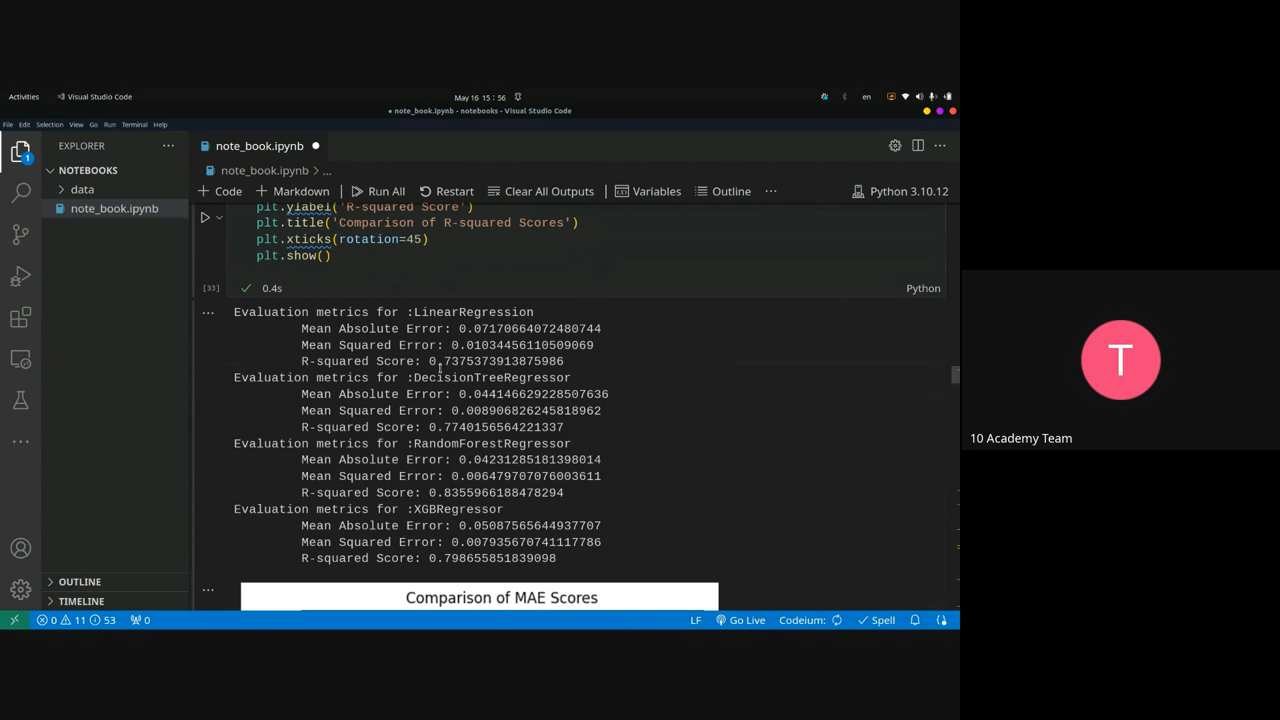 Activities
Visual Studio Code
May 16 15:56
en
• note_book.ipynb - notebooks - Visual Studio Code
File Edit Selection View Go Run Terminal Help
EXPLORER
NOTEBOOKS
data
note_book.ipynb
OUTLINE
TIMELINE
1
note_book.ipynb
note_book.ipynb > ...
+ Code + Markdown Run All Restart Clear All Outputs Variables Outline ... Python 3.10.12
plt.ylabel('R-squared Score')
plt.title('Comparison of R-squared Scores')
plt.xticks(rotation=45)
plt.show()
[33] 0.4s Python
Evaluation metrics for :LinearRegression
Mean Absolute Error: 0.07170664072480744
Mean Squared Error: 0.01034456110509069
R-squared Score: 0.7375373913875986
Evaluation metrics for :DecisionTreeRegressor
Mean Absolute Error: 0.044146629228507636
Mean Squared Error: 0.008906826245818962
R-squared Score: 0.7740156564221337
Evaluation metrics for :RandomForestRegressor
Mean Absolute Error: 0.04231285181398014
Mean Squared Error: 0.006479707076003611
R-squared Score: 0.8355966188478294
Evaluation metrics for :XGBRegressor
Mean Absolute Error: 0.05087565644937707
Mean Squared Error: 0.007935670741117786
R-squared Score: 0.798655851839098
Comparison of MAE Scores
0 11 53 0 LF Go Live Codeium: Spell
T
10 Academy Team